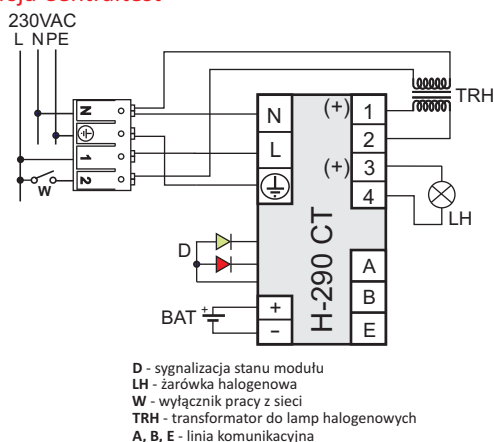 230VAC
L N PE
N
1
2
W
TRH
N
L
(+) 1
2
(+) 3
4
LH
D
H-290 CT
A
B
E
BAT
+
+
-
D - sygnalizacja stanu modułu
LH - żarówka halogenowa
W - wyłącznik pracy z sieci
TRH - transformator do lamp halogenowych
A, B, E - linia komunikacyjna